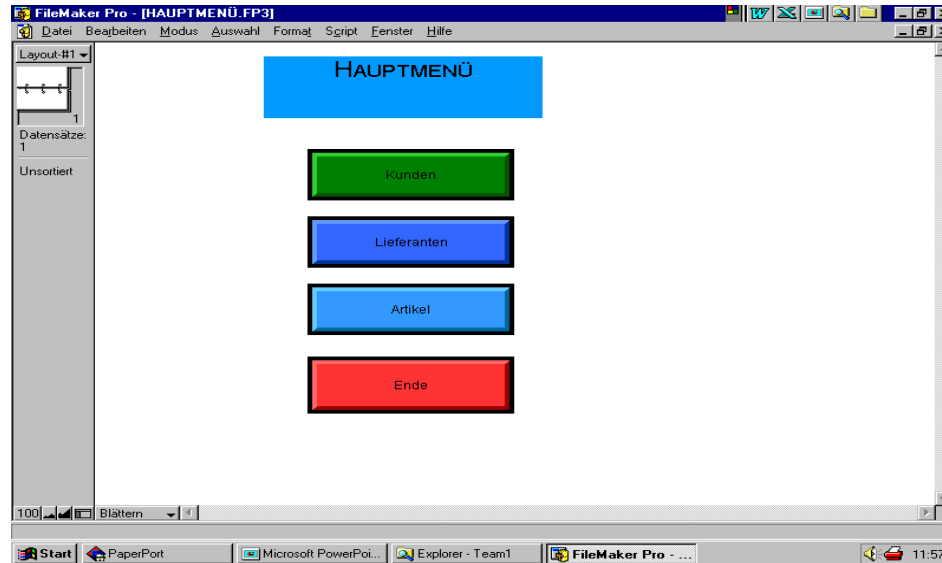 FileMaker Pro - [HAUPTMENÜ.FP3]
Datei Bearbeiten Modus Auswahl Format Script Fenster Hilfe
Layout-#1
HAUPTMENÜ
1
Datensätze:
1
Unsortiert
Kunden
Lieferanten
Artikel
Ende
100 Blättern
Start PaperPort Microsoft PowerPoi... Explorer - Team1 FileMaker Pro - ... 11:57